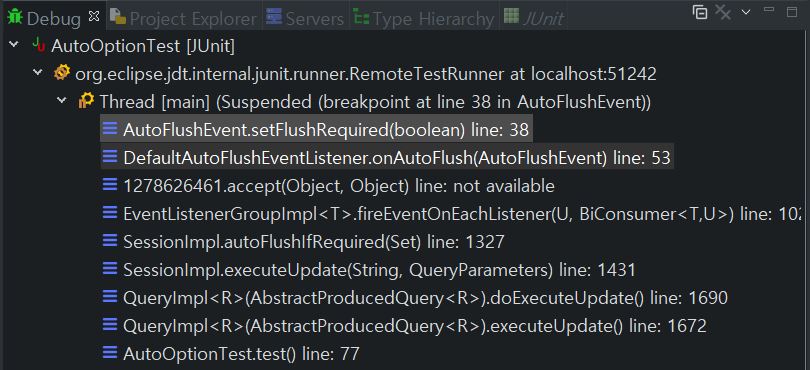 Debug Project Explorer Servers Type Hierarchy JUnit
AutoOptionTest [JUnit]
org.eclipse.jdt.internal.junit.runner.RemoteTestRunner at localhost:51242
Thread [main] (Suspended (breakpoint at line 38 in AutoFlushEvent))
AutoFlushEvent.setFlushRequired(boolean) line: 38
DefaultAutoFlushEventListener.onAutoFlush(AutoFlushEvent) line: 53
1278626461.accept(Object, Object) line: not available
EventListenerGroupImpl<T>.fireEventOnEachListener(U, BiConsumer<T,U>) line: 102
SessionImpl.autoFlushIfRequired(Set) line: 1327
SessionImpl.executeUpdate(String, QueryParameters) line: 1431
QueryImpl<R>(AbstractProducedQuery<R>).doExecuteUpdate() line: 1690
QueryImpl<R>(AbstractProducedQuery<R>).executeUpdate() line: 1672
AutoOptionTest.test() line: 77